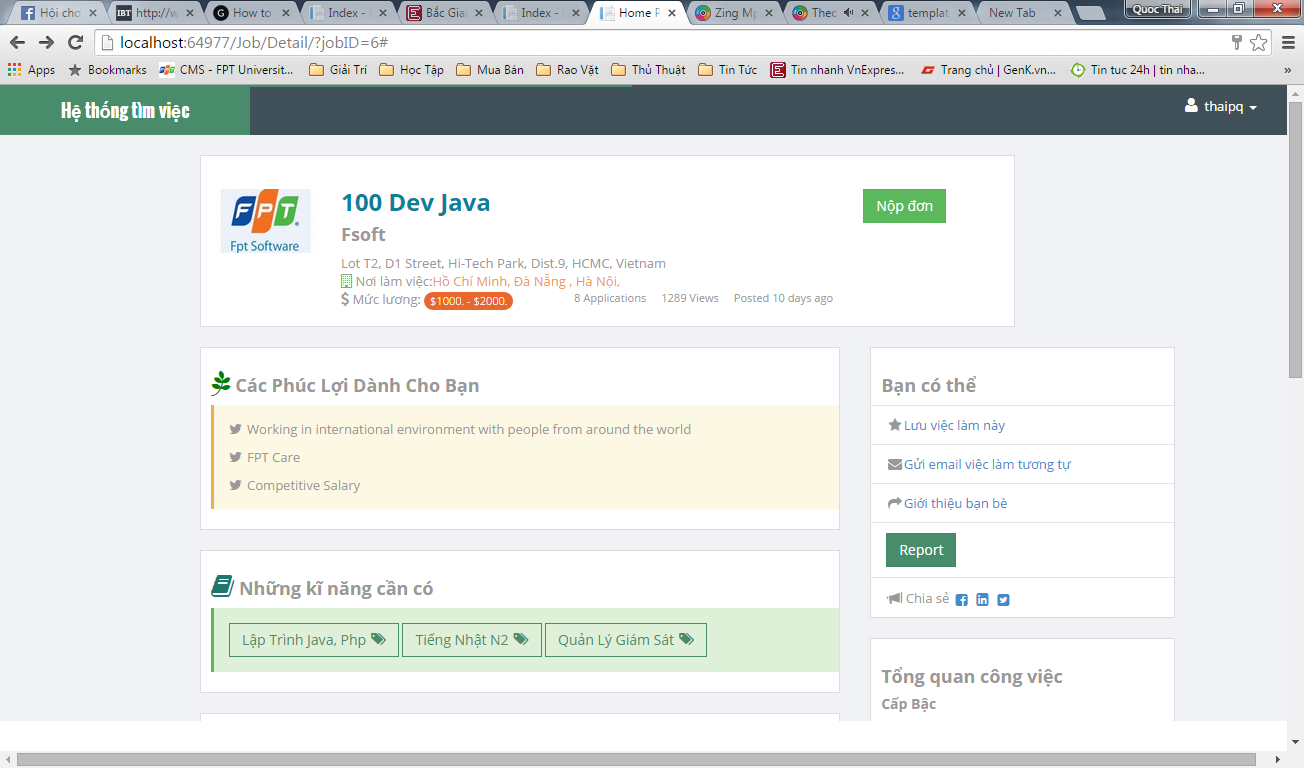 Quoc Thai
Hội chợ
IBT http://w
G How to
Index -
E Bắc Gia
Index -
Home P
Zing Mp
Theo
templat
New Tab
localhost:64977/Job/Detail/?jobID=6#
Apps
Bookmarks
CMS - FPT Universit...
Giải Trí
Học Tập
Mua Bán
Rao Vặt
Thủ Thuật
Tin Tức
Tin nhanh VnExpres...
Trang chủ | GenK.vn...
Tin tuc 24h | tin nha...
»
Hệ thống tìm việc
thaipq
FPT
Fpt Software
100 Dev Java
Nộp đơn
Fsoft
Lot T2, D1 Street, Hi-Tech Park, Dist.9, HCMC, Vietnam
Nơi làm việc:Hồ Chí Minh, Đà Nẵng , Hà Nội,
$ Mức lương: $1000. - $2000. 8 Applications 1289 Views Posted 10 days ago
Các Phúc Lợi Dành Cho Bạn
Working in international environment with people from around the world
FPT Care
Competitive Salary
Những kĩ năng cần có
Lập Trình Java, Php
Tiếng Nhật N2
Quản Lý Giám Sát
Bạn có thể
Lưu việc làm này
Gửi email việc làm tương tự
Giới thiệu bạn bè
Report
Chia sẻ
Tổng quan công việc
Cấp Bậc